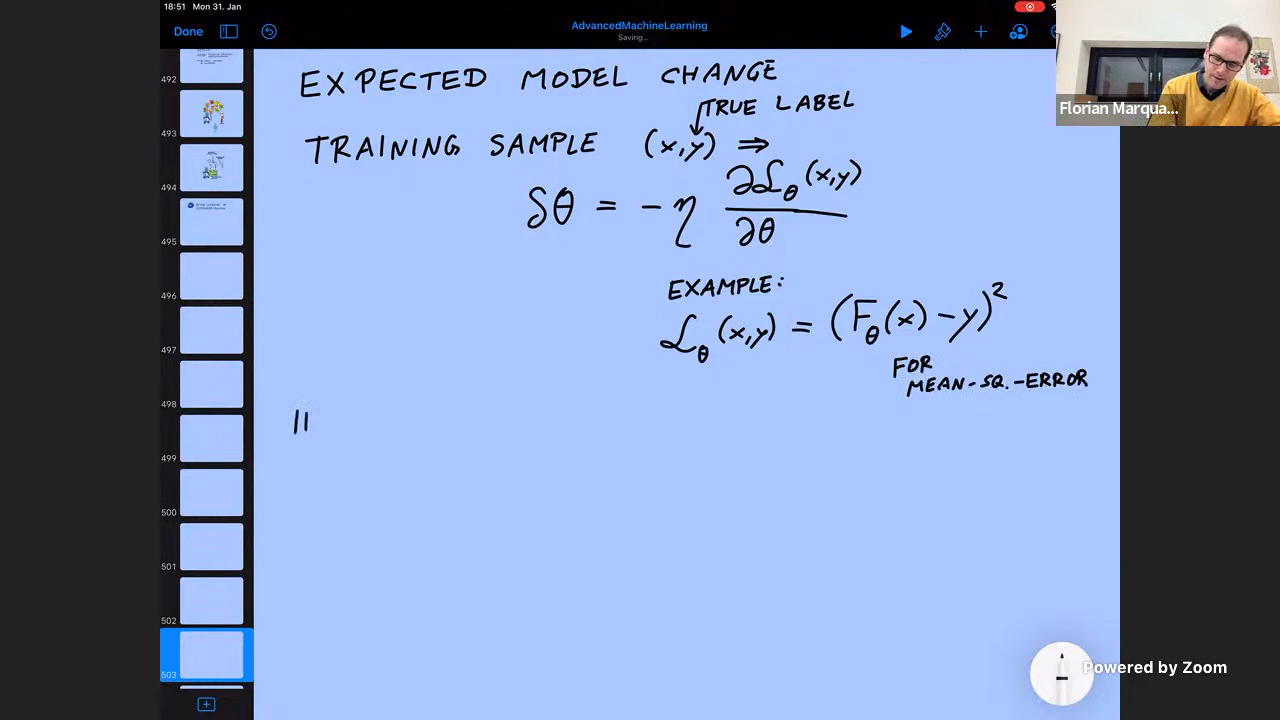 18:51 Mon 31. Jan
Done
AdvancedMachineLearning
Saving...
Florian Marqua...
492
493
494
495
496
497
498
499
500
501
502
503
EXPECTED MODEL CHANGE
TRUE LABEL
TRAINING SAMPLE (x,y) ⇒
δθ = -η ∂ℒθ(x,y) / ∂θ
EXAMPLE:
ℒθ(x,y) = (Fθ(x) - y)²
FOR
MEAN-SQ.-ERROR
||
Powered by Zoom